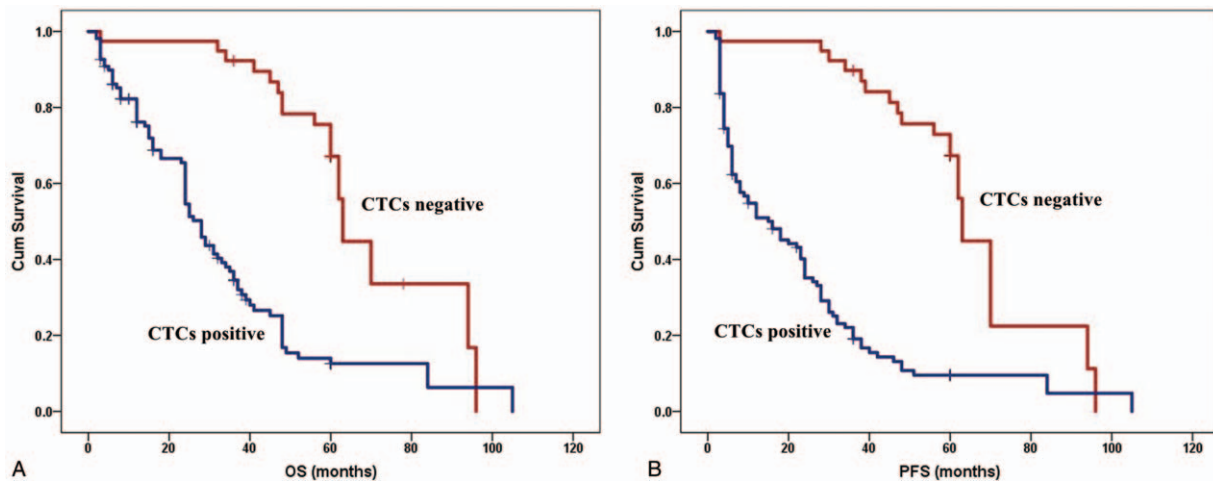 Cum Survival
1.0
0.8
0.6
0.4
0.2
0.0
CTCs negative
CTCs positive
0 20 40 60 80 100 120
OS (months)
A
Cum Survival
1.0
0.8
0.6
0.4
0.2
0.0
CTCs negative
CTCs positive
0 20 40 60 80 100 120
PFS (months)
B